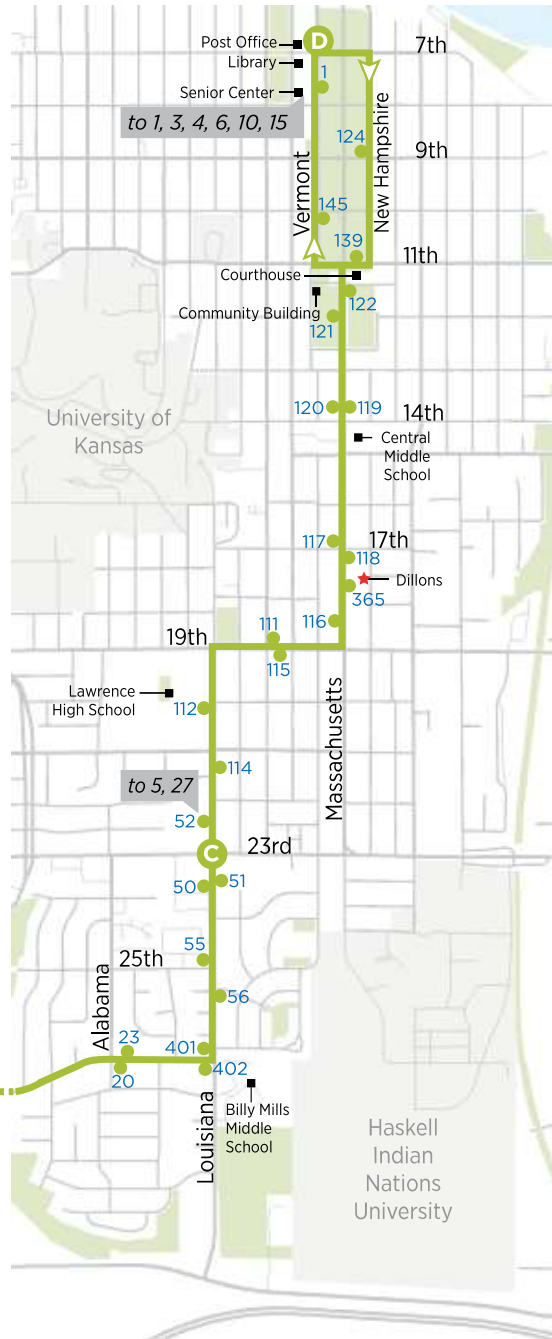 Post Office
D
7th
Library
1
Senior Center
to 1, 3, 4, 6, 10, 15
New Hampshire
124
9th
Vermont
145
139
11th
Courthouse
122
Community Building
121
120
119
14th
University of
Kansas
Central
Middle
School
117
17th
118
Dillons
365
116
111
19th
115
Lawrence
High School
112
Massachusetts
114
to 5, 27
52
C
23rd
50
51
55
25th
Alabama
56
23
401
20
402
Louisiana
Billy Mills
Middle
School
Haskell
Indian
Nations
University